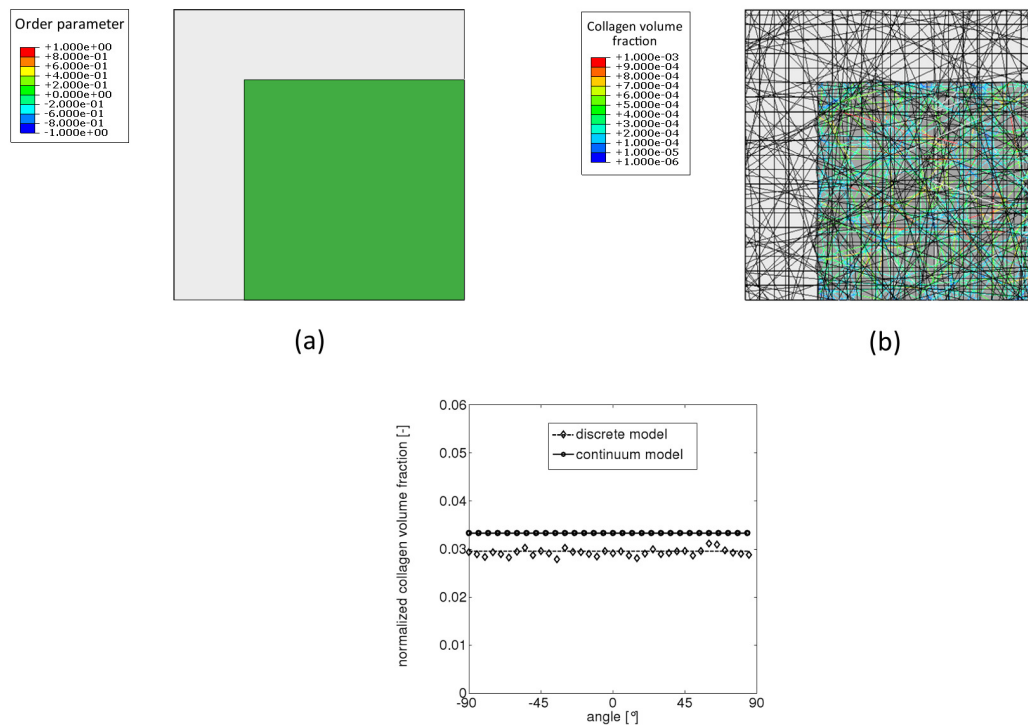 Order parameter
+1.000e+00
+8.000e-01
+6.000e-01
+4.000e-01
+2.000e-01
+0.000e+00
-2.000e-01
-6.000e-01
-8.000e-01
-1.000e+00
(a)
Collagen volume
fraction
+1.000e-03
+9.000e-04
+8.000e-04
+7.000e-04
+6.000e-04
+5.000e-04
+4.000e-04
+3.000e-04
+2.000e-04
+1.000e-04
+1.000e-05
+1.000e-06
(b)
normalized collagen volume fraction [-]
0.06
0.05
0.04
0.03
0.02
0.01
0
discrete model
continuum model
-90
-45
0
45
90
angle [°]